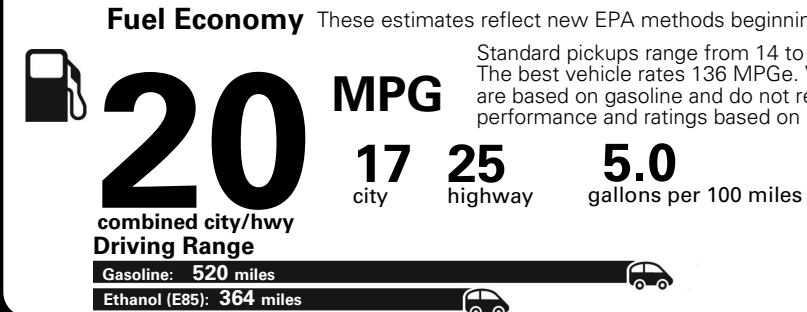 Fuel Economy These estimates reflect new EPA methods
Standard pickups range from 14 to
The best vehicle rates 136 MPGe.
are based on gasoline and do not
performance and ratings based on
20 MPG
17 25 5.0
city highway gallons per 100 miles
combined city/hwy
Driving Range
Gasoline: 520 miles
Ethanol (E85): 364 miles